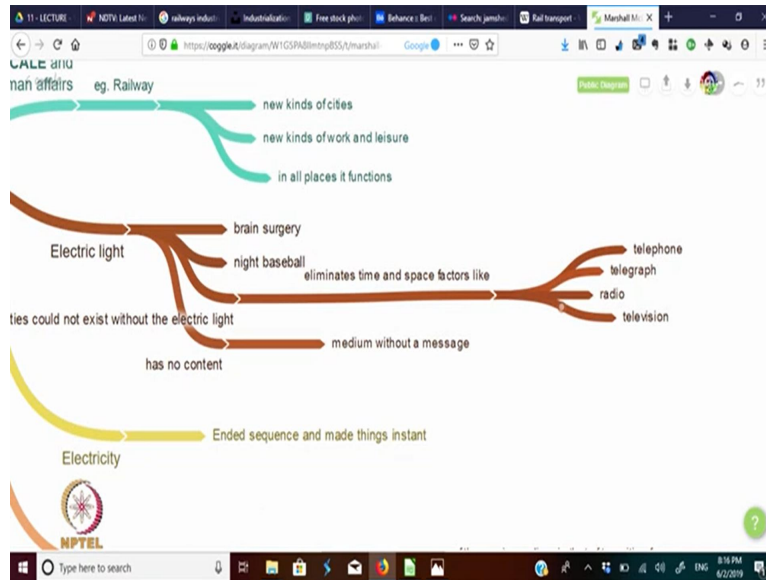 11 - LECTURE -
NDTV: Latest Ne
railways indust
Industrialization
Free stock phot
Behance :: Best
Search: jamshe
Rail transport -
Marshall Mc
https://coggle.it/diagram/W1GSPA8IImtnpBS5/t/marshal
Google
CALE and
man affairs
eg. Railway
Public Diagram
new kinds of cities
new kinds of work and leisure
in all places it functions
Electric light
brain surgery
night baseball
eliminates time and space factors like
telephone
telegraph
radio
television
ties could not exist without the electric light
medium without a message
has no content
Ended sequence and made things instant
Electricity
NPTEL
?
Type here to search
ENG
8:16 PM
6/2/2019